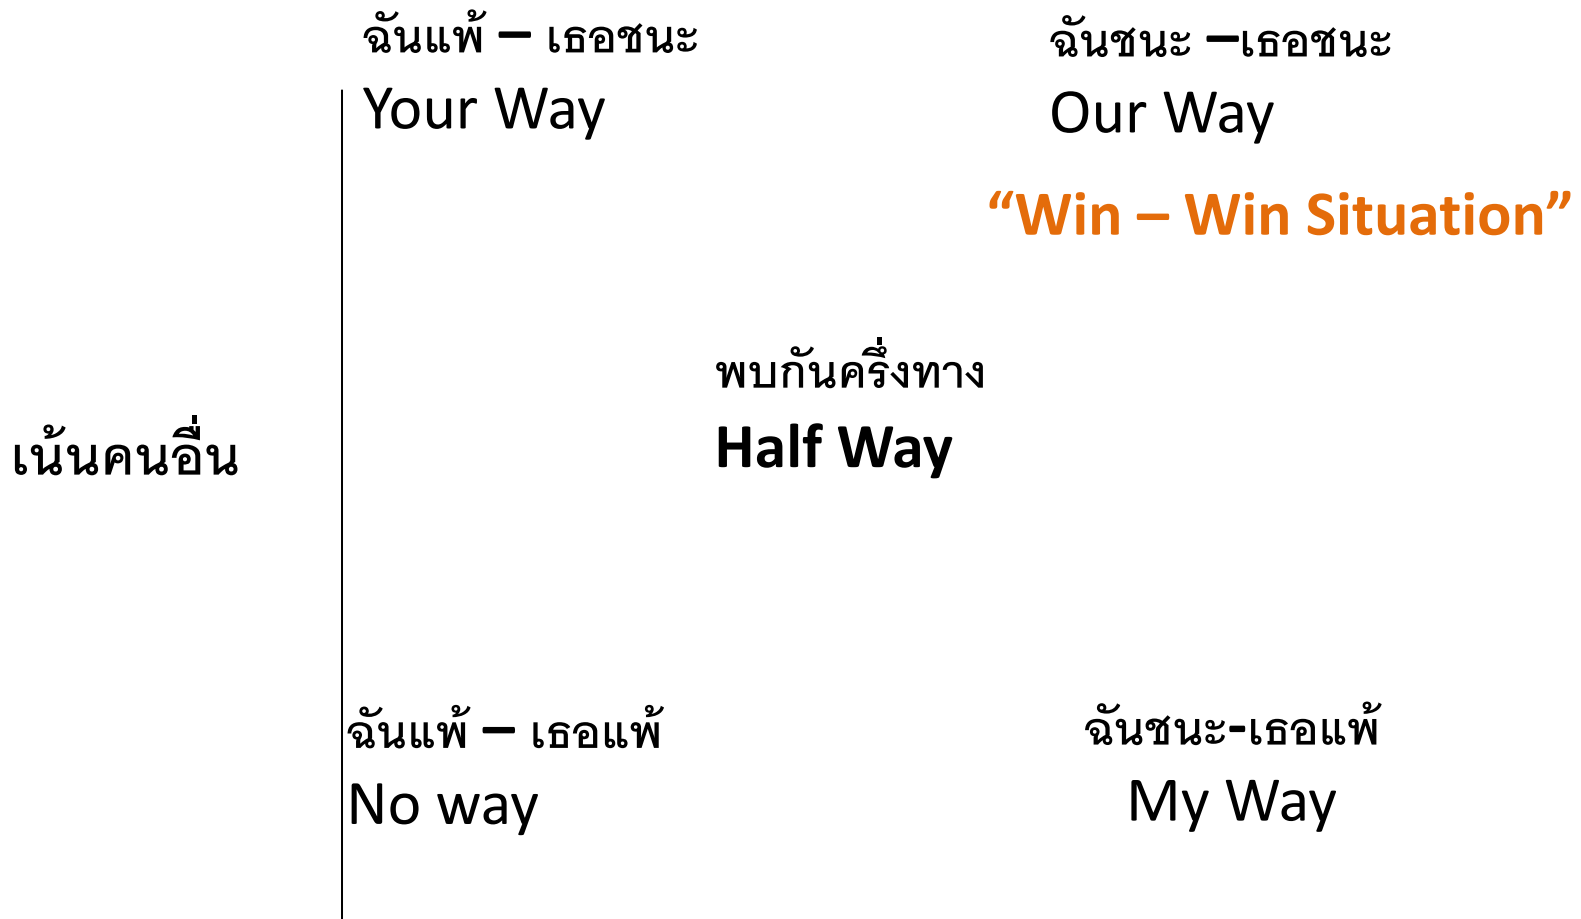 ฉันแพ้ – เธอชนะ
Your Way
ฉันชนะ –เธอชนะ
Our Way
“Win – Win Situation”
พบกันครึ่งทาง
Half Way
เน้นคนอื่น
ฉันแพ้ – เธอแพ้
No way
ฉันชนะ-เธอแพ้
My Way